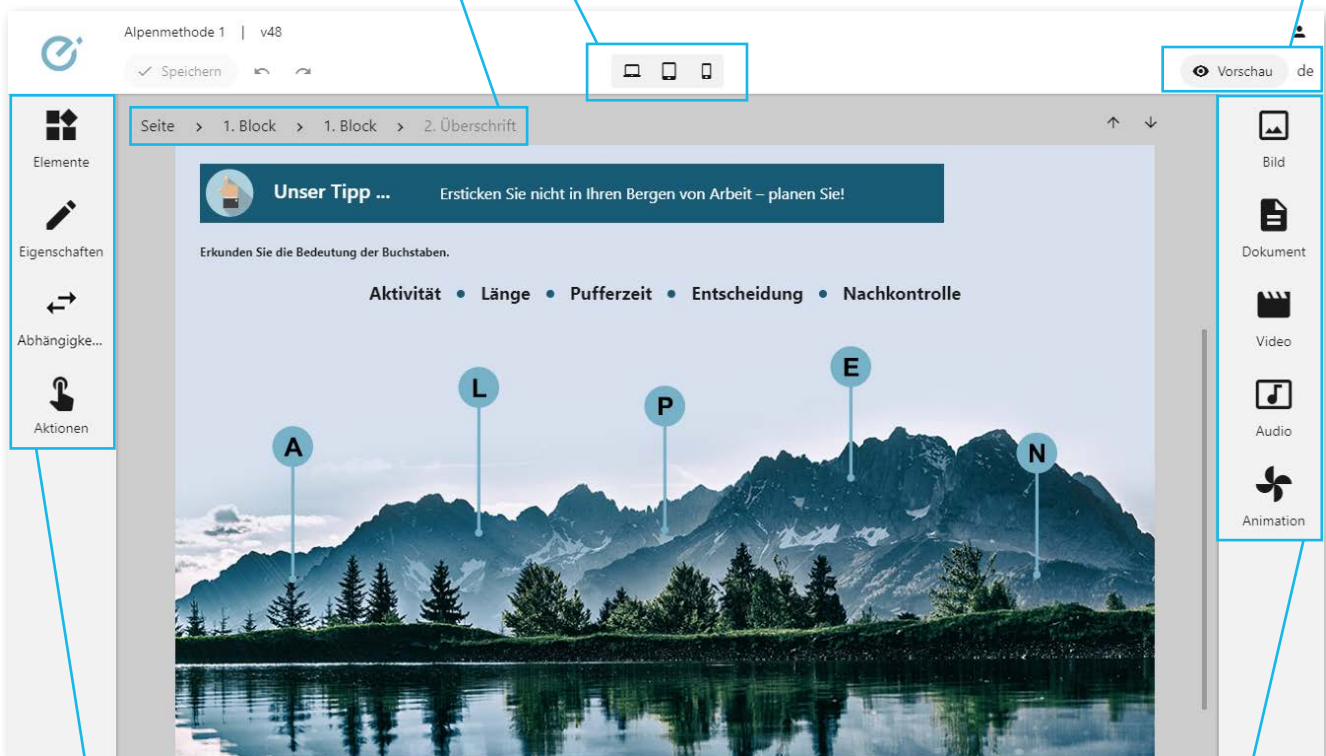 Alpenmethode 1 | v48
Speichern
Vorschau de
Elemente
Eigenschaften
Abhängigke...
Aktionen
Seite > 1. Block > 1. Block > 2. Überschrift
Unser Tipp ... Ersticken Sie nicht in Ihren Bergen von Arbeit – planen Sie!
Erkunden Sie die Bedeutung der Buchstaben.
Aktivität • Länge • Pufferzeit • Entscheidung • Nachkontrolle
A
L
P
E
N
Bild
Dokument
Video
Audio
Animation